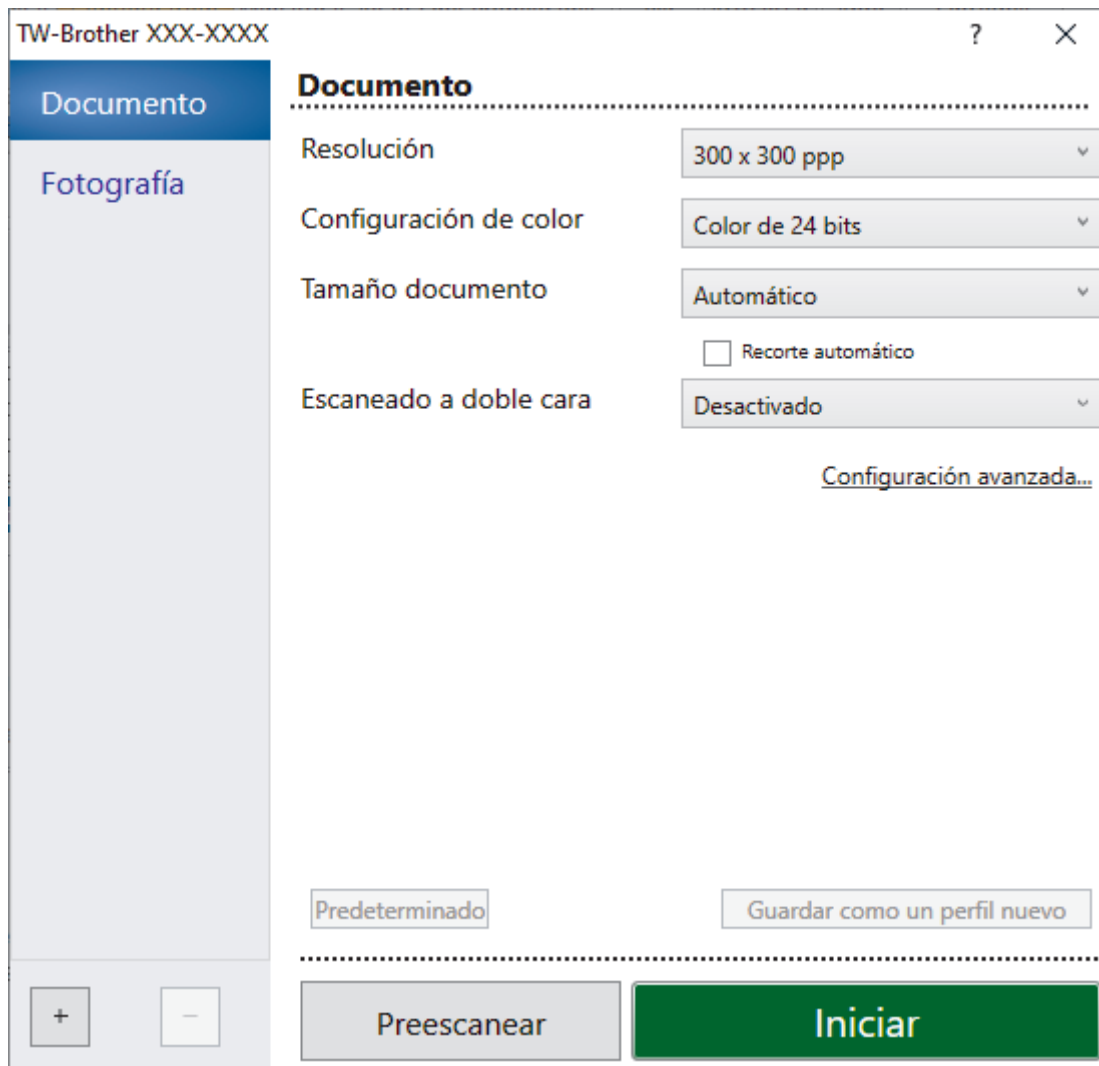 TW-Brother XXX-XXXX ? X
Documento
Fotografía
Documento
Resolución 300 x 300 ppp
Configuración de color Color de 24 bits
Tamaño documento Automático
Recorte automático
Escaneado a doble cara Desactivado
Configuración avanzada...
Predeterminado Guardar como un perfil nuevo
+ −
Preescanear Iniciar